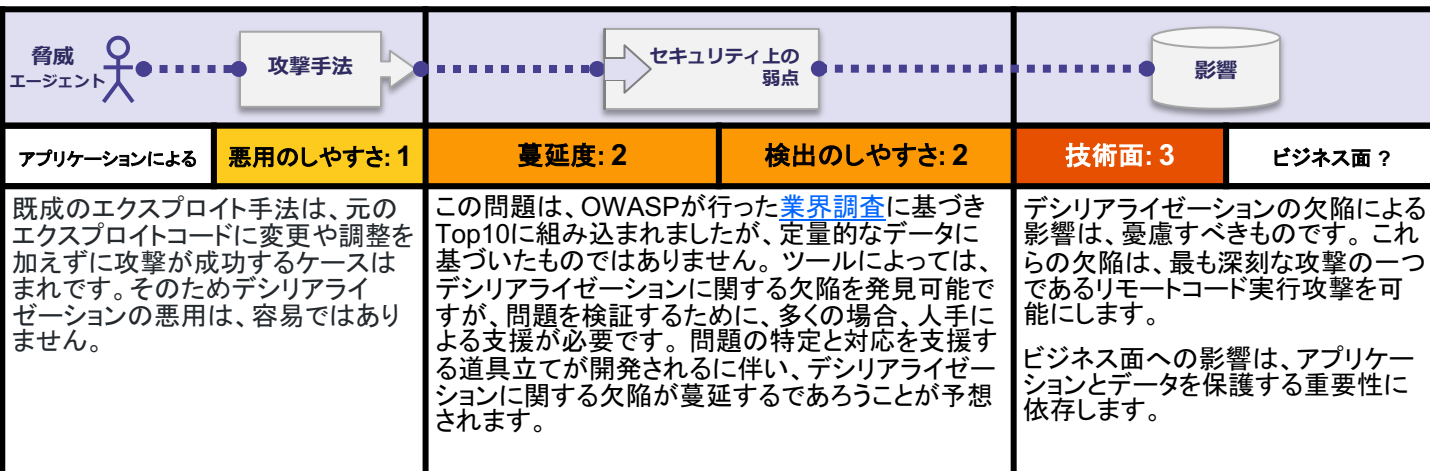 脅威
エージェント
攻撃手法
セキュリティ上の
弱点
影響
アプリケーションによる
悪用のしやすさ: 1
蔓延度: 2
検出のしやすさ: 2
技術面: 3
ビジネス面 ?
既成のエクスプロイト手法は、元の
エクスプロイトコードに変更や調整を
加えずに攻撃が成功するケースは
まれです。そのためデシリアライ
ゼーションの悪用は、容易ではあり
ません。
この問題は、OWASPが行った業界調査に基づき
Top10に組み込まれましたが、定量的なデータに
基づいたものではありません。ツールによっては、
デシリアライゼーションに関する欠陥を発見可能で
すが、問題を検証するために、多くの場合、人手に
よる支援が必要です。問題の特定と対応を支援す
る道具立てが開発されるに伴い、デシリアライゼー
ションに関する欠陥が蔓延するであろうことが予想
されます。
デシリアライゼーションの欠陥による
影響は、憂慮すべきものです。これ
らの欠陥は、最も深刻な攻撃の一つ
であるリモートコード実行攻撃を可
能にします。
ビジネス面への影響は、アプリケー
ションとデータを保護する重要性に
依存します。